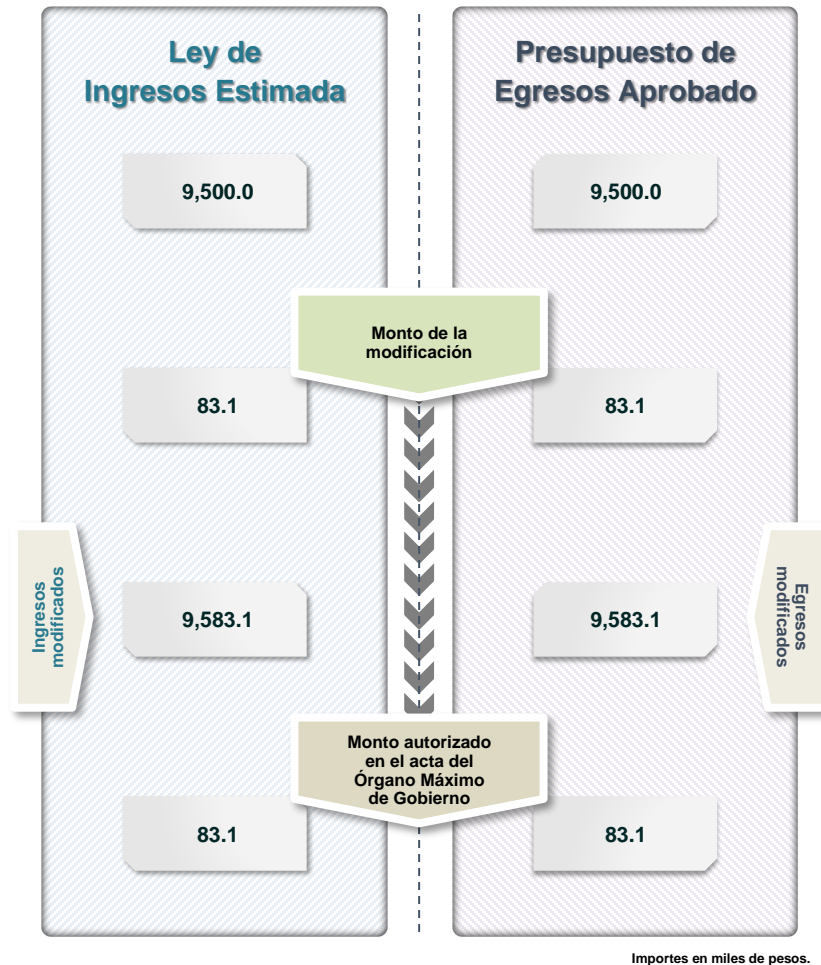 Ley de
Ingresos Estimada
Presupuesto de
Egresos Aprobado
9,500.0
9,500.0
Monto de la
modificación
83.1
83.1
Ingresos
modificados
9,583.1
9,583.1
Egresos
modificados
Monto autorizado
en el acta del
Órgano Máximo
de Gobierno
83.1
83.1
Importes en miles de pesos.